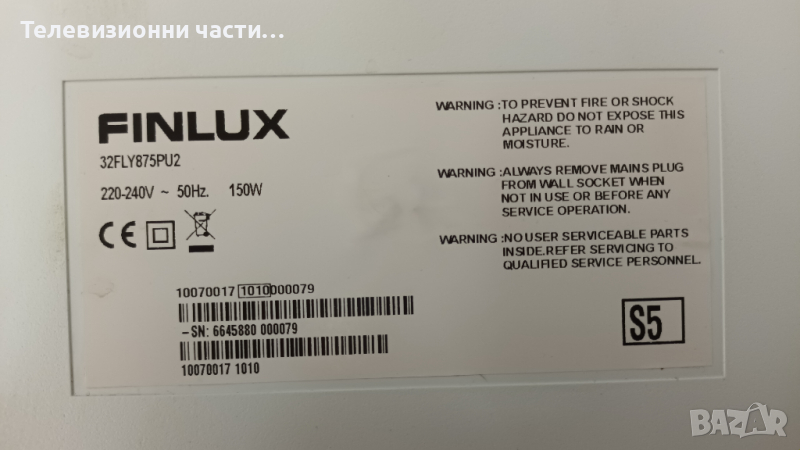 Телевизионни части...
FINLUX
32FLY875PU2
220-240V ~ 50Hz. 150W
CE
WARNING :TO PREVENT FIRE OR SHOCK
HAZARD DO NOT EXPOSE THIS
APPLIANCE TO RAIN OR
MOISTURE.
WARNING :ALWAYS REMOVE MAINS PLUG
FROM WALL SOCKET WHEN
NOT IN USE OR BEFORE ANY
SERVICE OPERATION.
WARNING :NO USER SERVICEABLE PARTS
INSIDE.REFER SERVICING TO
QUALIFIED SERVICE PERSONNEL.
10070017 1010000079
-SN: 6645880 000079
10070017 1010
S5
BAZAR